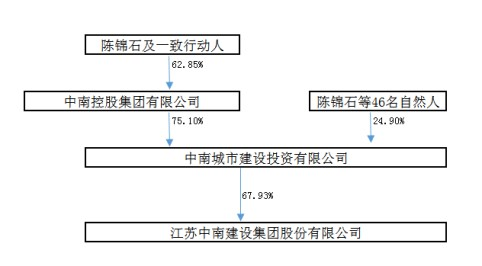 陈锦石及一致行动人
62.85%
中南控股集团有限公司
陈锦石等46名自然人
75.10%
24.90%
中南城市建设投资有限公司
67.93%
江苏中南建设集团股份有限公司